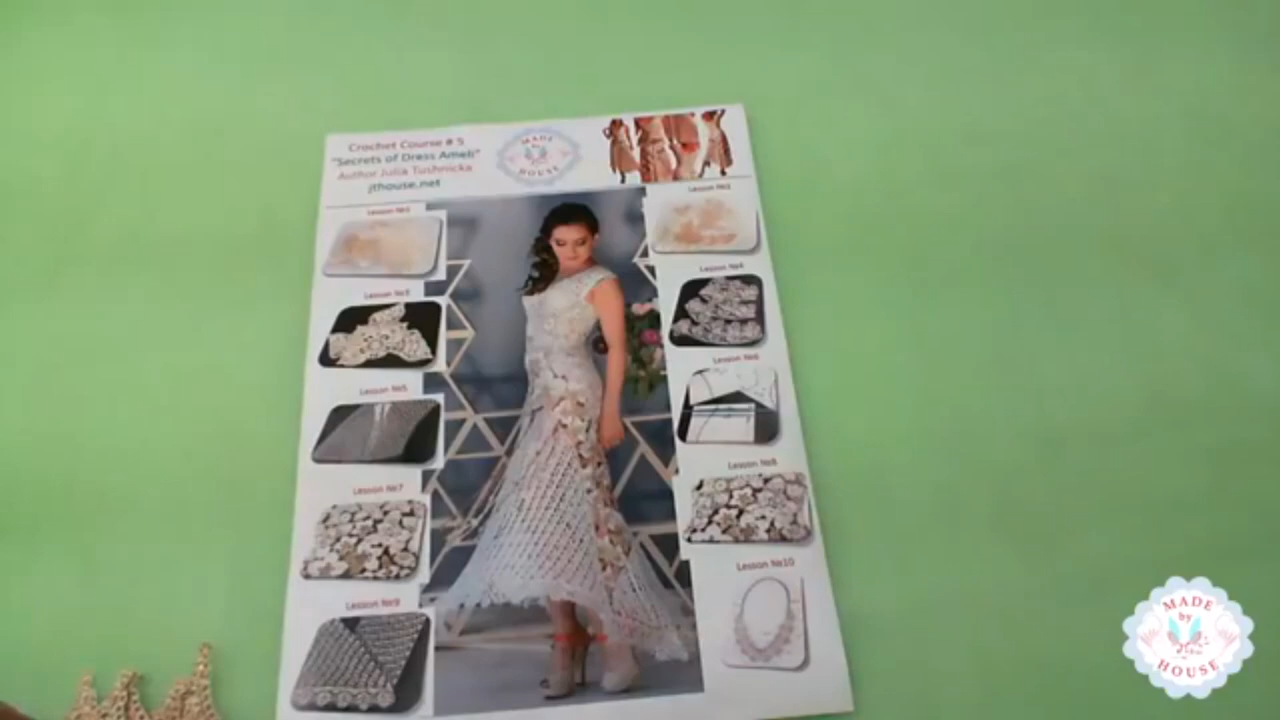 Crochet Course # 5
"Secrets of Dress Ameli"
Author Julia Tushnicka
jthouse.net
MADE
by
HOUSE
Lesson №1
Lesson №2
Lesson №3
Lesson №4
Lesson №5
Lesson №6
Lesson №7
Lesson №8
Lesson №9
Lesson №10
MADE
by
HOUSE